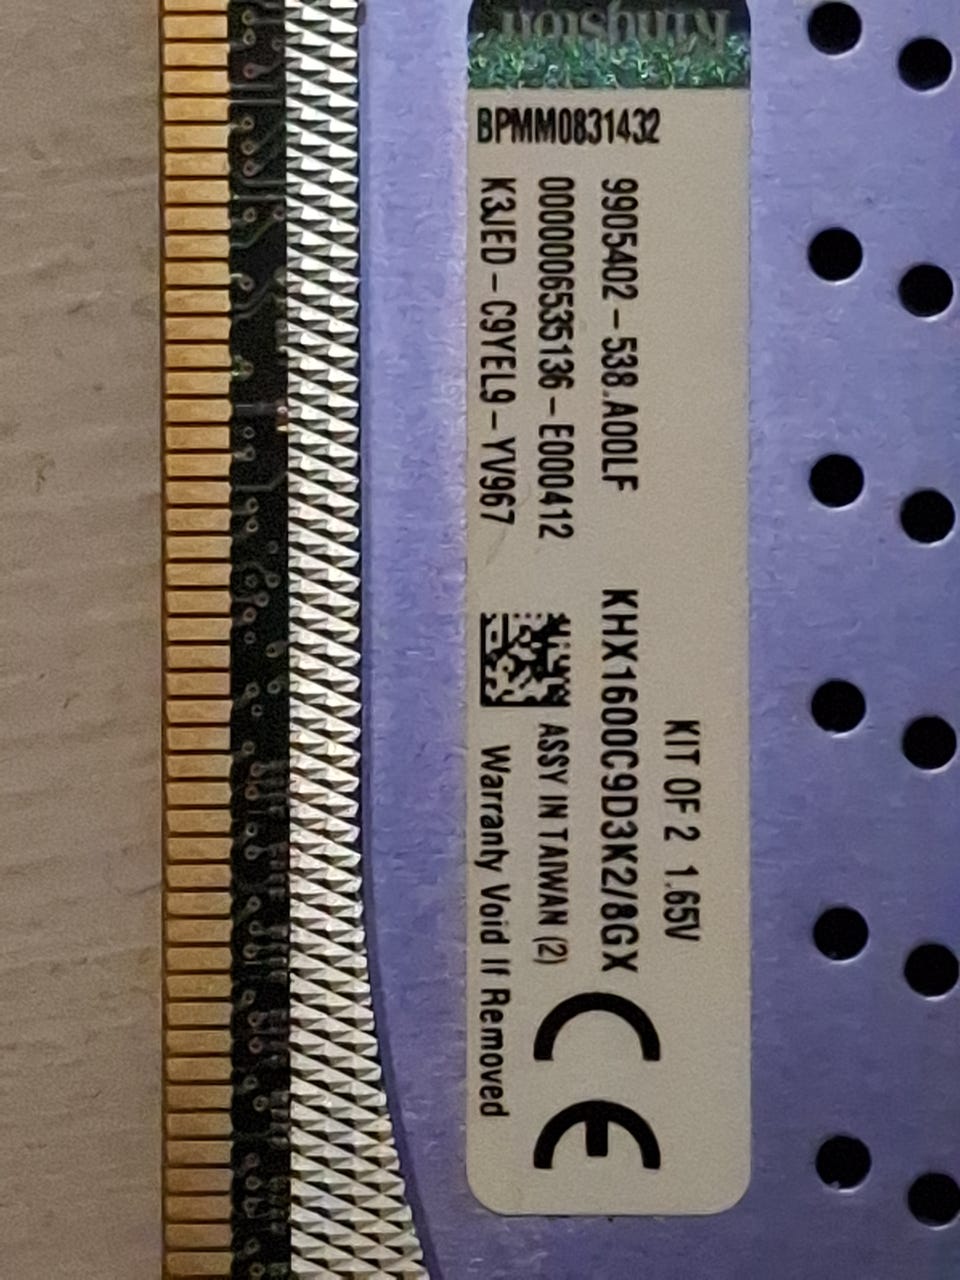 Kingston
BPMM0831432
KIT OF 2 1.65V
9905402-538.A00LF KHX1600C9D3K2/8GX
0000006535136-E000412 ASSY IN TAIWAN (2)
K3JED-C9YEL9-YV967 Warranty Void If Removed
CE